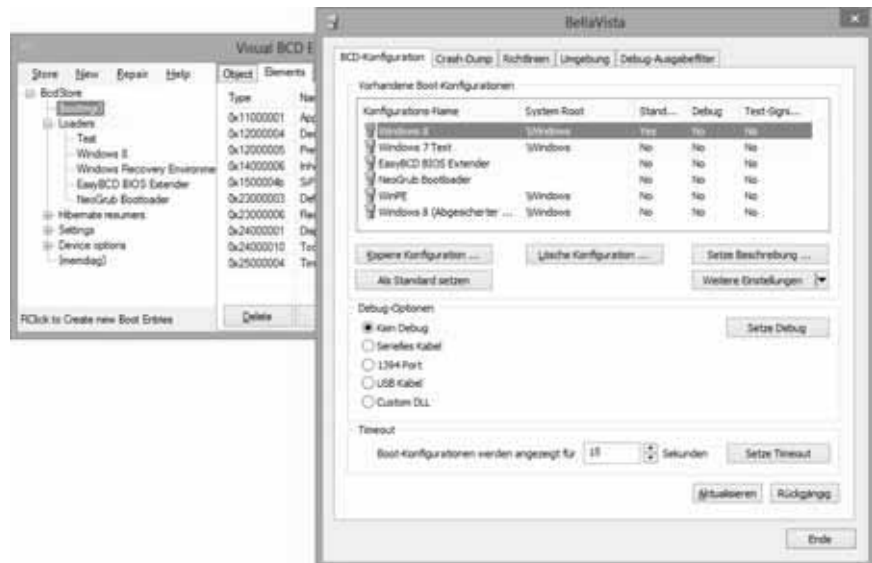 Visual BCD E
Store New Repair Help
BcdStore
Loaders
Test
Windows 8
Windows Recovery Environme
EasyBCD BIOS Extender
NeoGrub Bootloader
Hibernate resumers
Settings
Device options
{memdiag}
RClick to Create new Boot Entries
Object Elements
Type
0x11000001
0x12000004
0x12000005
0x14000006
0x1500004b
0x23000003
0x23000006
0x24000001
0x24000010
0x25000004
Delete
BellaVista
BCD-Konfiguration Crash-Dump Richtlinien Umgebung Debug-Ausgabefilter
Vorhandene Boot-Konfigurationen
Konfigurations-Name System Root Stand... Debug Test-Signi...
Windows 8 \Windows Yes No No
Windows 7 Test \Windows No No No
EasyBCD BIOS Extender No No No
NeoGrub Bootloader No No No
WinPE \Windows No No No
Windows 8 (Abgesicherter ... \Windows No No No
Kopiere Konfiguration ... Lösche Konfiguration ... Setze Beschreibung ...
Als Standard setzen Weitere Einstellungen
Debug-Optionen
Kein Debug Setze Debug
Serielles Kabel
1394-Port
USB Kabel
Custom DLL
Timeout
Boot-Konfigurationen werden angezeigt für 15 Sekunden Setze Timeout
Aktualisieren Rückgängig
Ende